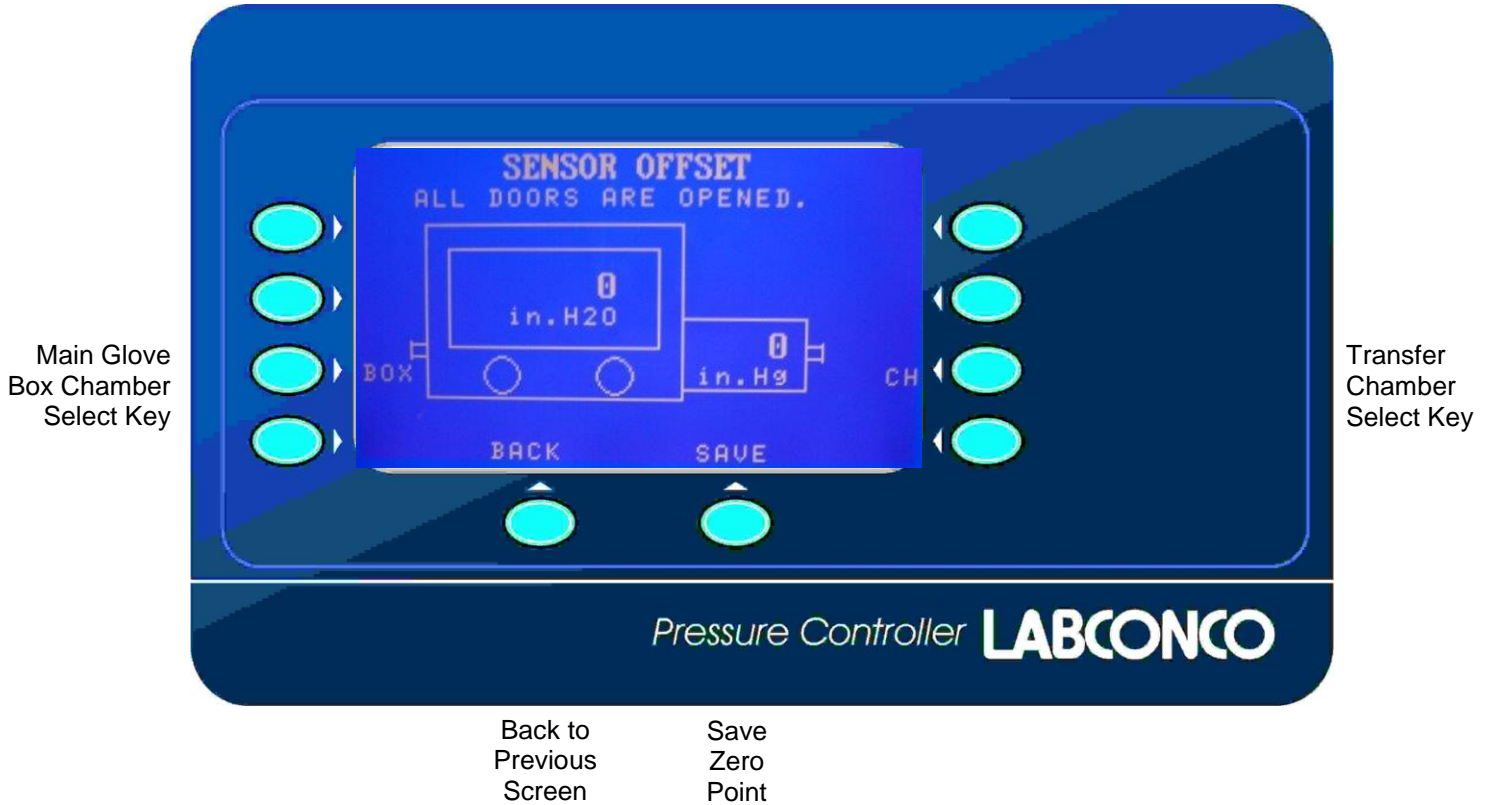 SENSOR OFFSET
ALL DOORS ARE OPENED.
0
in.H2O
0
in.Hg
BOX
CH
BACK
SAVE
Main Glove
Box Chamber
Select Key
Transfer
Chamber
Select Key
Pressure Controller LABCONCO
Back to
Previous
Screen
Save
Zero
Point